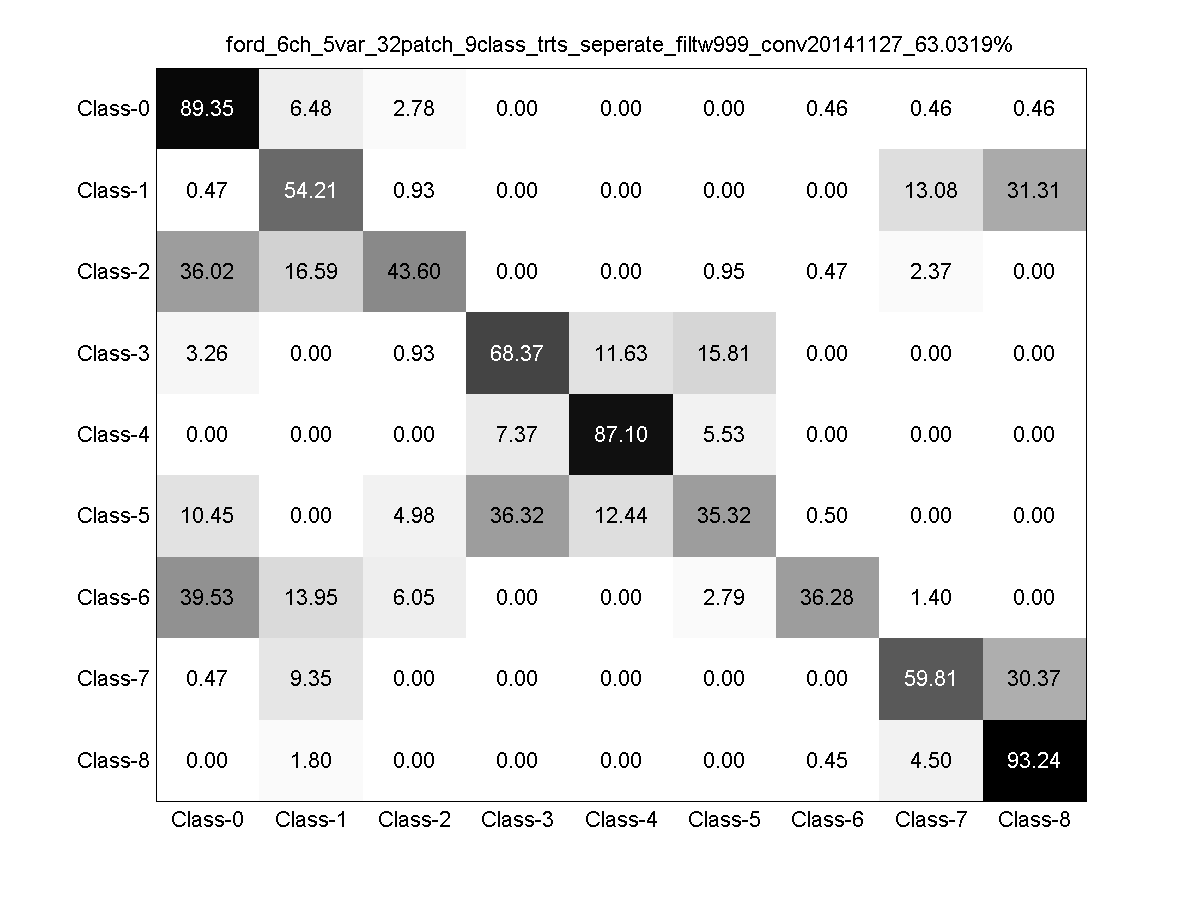 ford_6ch_5var_32patch_9class_trts_seperate_filtw999_conv20141127_63.0319%
Class-0 89.35 6.48 2.78 0.00 0.00 0.00 0.46 0.46 0.46
Class-1 0.47 54.21 0.93 0.00 0.00 0.00 0.00 13.08 31.31
Class-2 36.02 16.59 43.60 0.00 0.00 0.95 0.47 2.37 0.00
Class-3 3.26 0.00 0.93 68.37 11.63 15.81 0.00 0.00 0.00
Class-4 0.00 0.00 0.00 7.37 87.10 5.53 0.00 0.00 0.00
Class-5 10.45 0.00 4.98 36.32 12.44 35.32 0.50 0.00 0.00
Class-6 39.53 13.95 6.05 0.00 0.00 2.79 36.28 1.40 0.00
Class-7 0.47 9.35 0.00 0.00 0.00 0.00 0.00 59.81 30.37
Class-8 0.00 1.80 0.00 0.00 0.00 0.00 0.45 4.50 93.24
Class-0 Class-1 Class-2 Class-3 Class-4 Class-5 Class-6 Class-7 Class-8